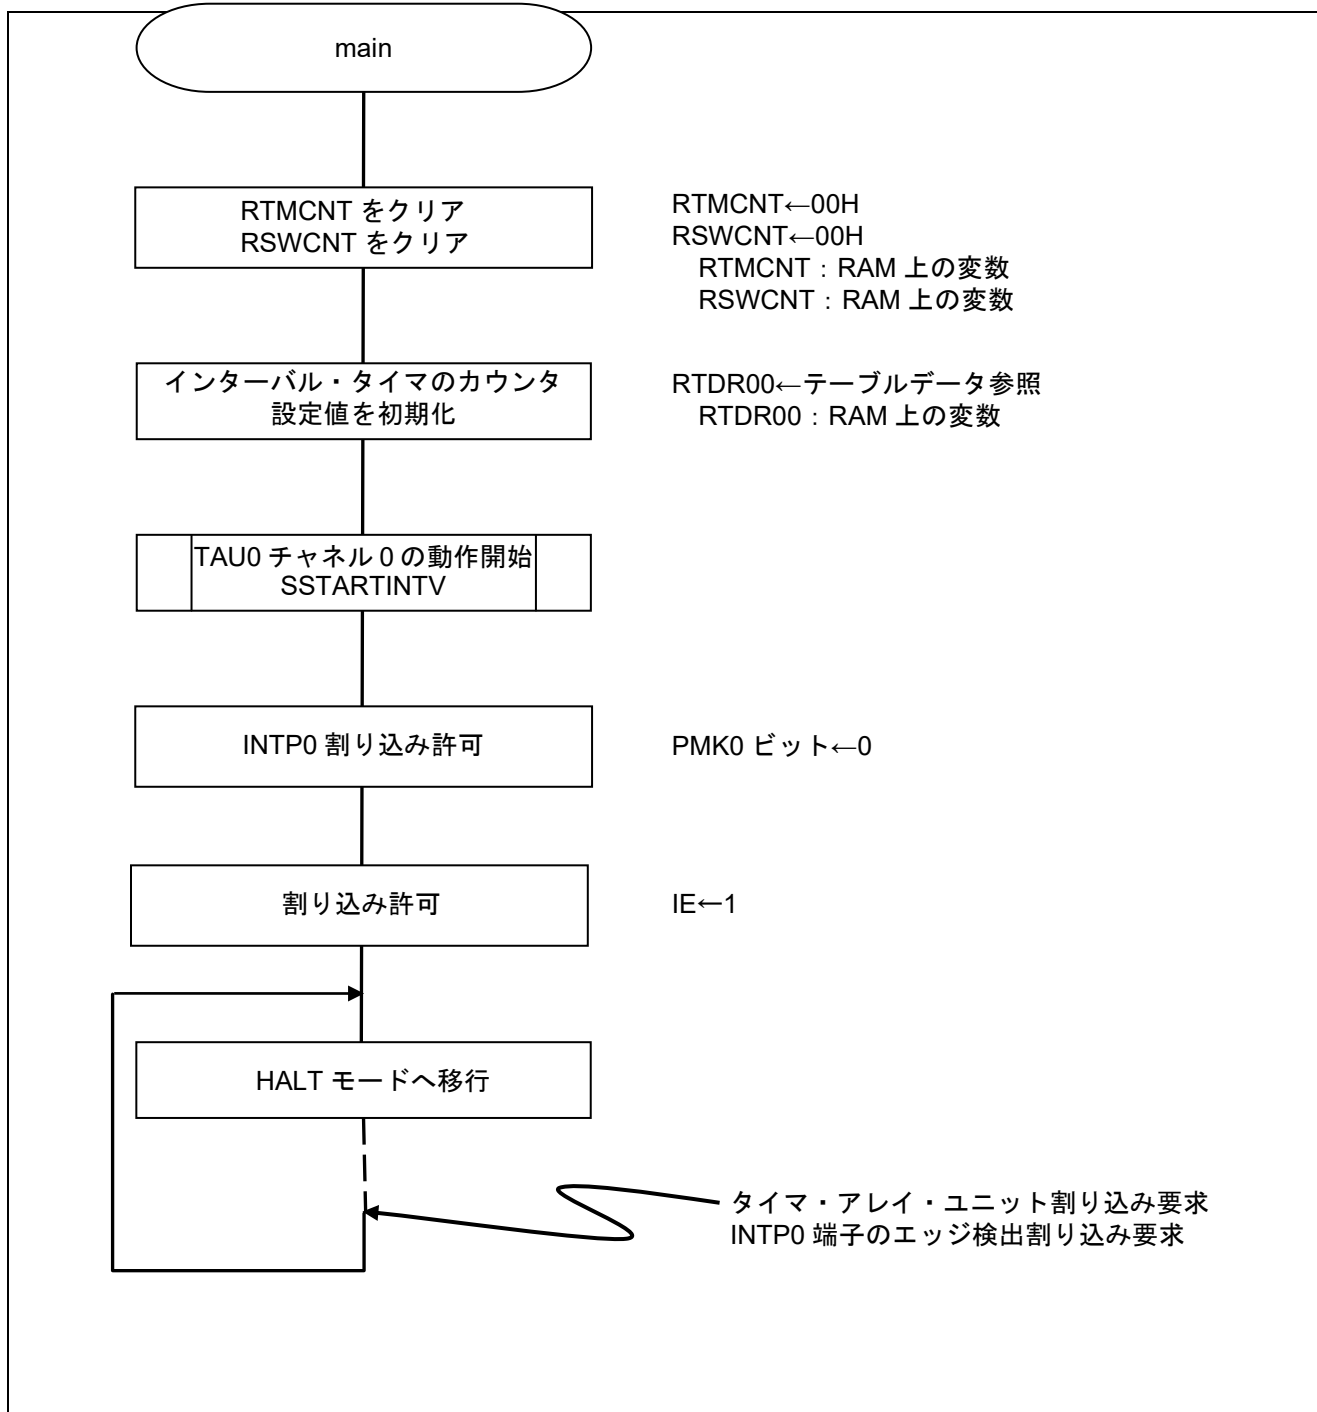 main
RTMCNT をクリア
RSWCNT をクリア
RTMCNT←00H
RSWCNT←00H
RTMCNT：RAM 上の変数
RSWCNT：RAM 上の変数
インターバル・タイマのカウンタ
設定値を初期化
RTDR00←テーブルデータ参照
RTDR00：RAM 上の変数
TAU0 チャネル 0 の動作開始
SSTARTINTV
INTP0 割り込み許可
PMK0 ビット←0
割り込み許可
IE←1
HALT モードへ移行
タイマ・アレイ・ユニット割り込み要求
INTP0 端子のエッジ検出割り込み要求